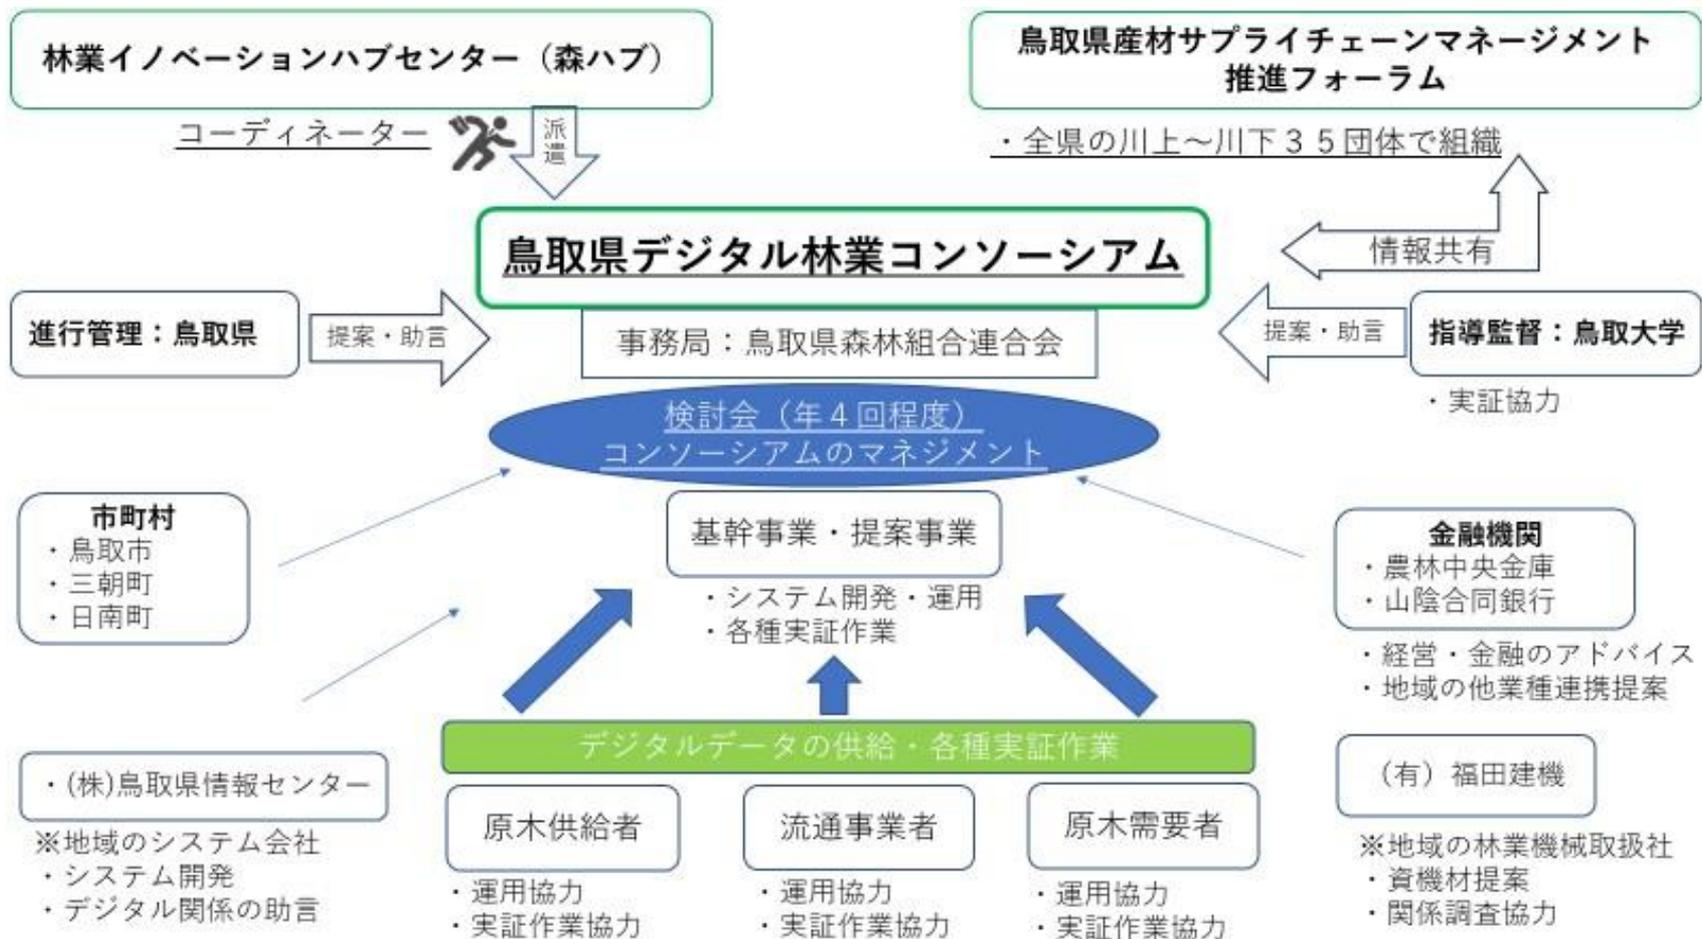 林業イノベーションハブセンター（森ハブ）
鳥取県産材サプライチェーンマネージメント
推進フォーラム
コーディネーター
派遣
・全県の川上～川下３５団体で組織
情報共有
鳥取県デジタル林業コンソーシアム
進行管理：鳥取県
提案・助言
事務局：鳥取県森林組合連合会
提案・助言
指導監督：鳥取大学
・実証協力
検討会（年４回程度）
コンソーシアムのマネジメント
市町村
・鳥取市
・三朝町
・日南町
基幹事業・提案事業
・システム開発・運用
・各種実証作業
金融機関
・農林中央金庫
・山陰合同銀行
・経営・金融のアドバイス
・地域の他業種連携提案
デジタルデータの供給・各種実証作業
・(株)鳥取県情報センター
※地域のシステム会社
・システム開発
・デジタル関係の助言
原木供給者
・運用協力
・実証作業協力
流通事業者
・運用協力
・実証作業協力
原木需要者
・運用協力
・実証作業協力
（有）福田建機
※地域の林業機械取扱社
・資機材提案
・関係調査協力